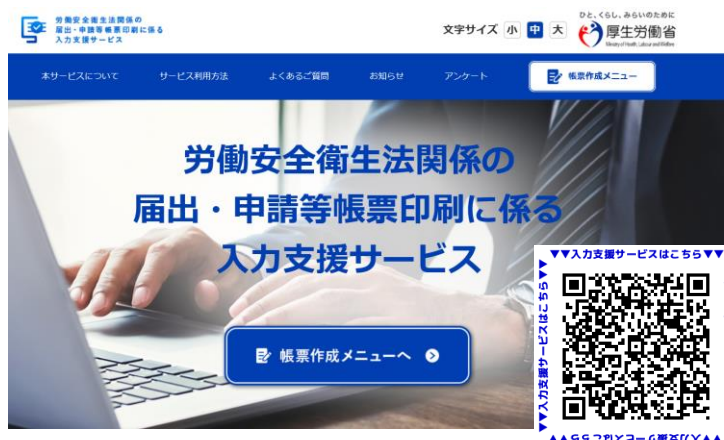 労働安全衛生法関係の
届出・申請等帳票印刷に係る
入力支援サービス
文字サイズ 小 中 大
ひと、くらし、みらいのために
厚生労働省
Ministry of Health, Labour and Welfare
本サービスについて サービス利用方法 よくあるご質問 お知らせ アンケート 帳票作成メニュー
労働安全衛生法関係の
届出・申請等帳票印刷に係る
入力支援サービス
帳票作成メニューへ
▼▼入力支援サービスはこちら▼▼
▼▼入力支援サービスはこちら▼▼